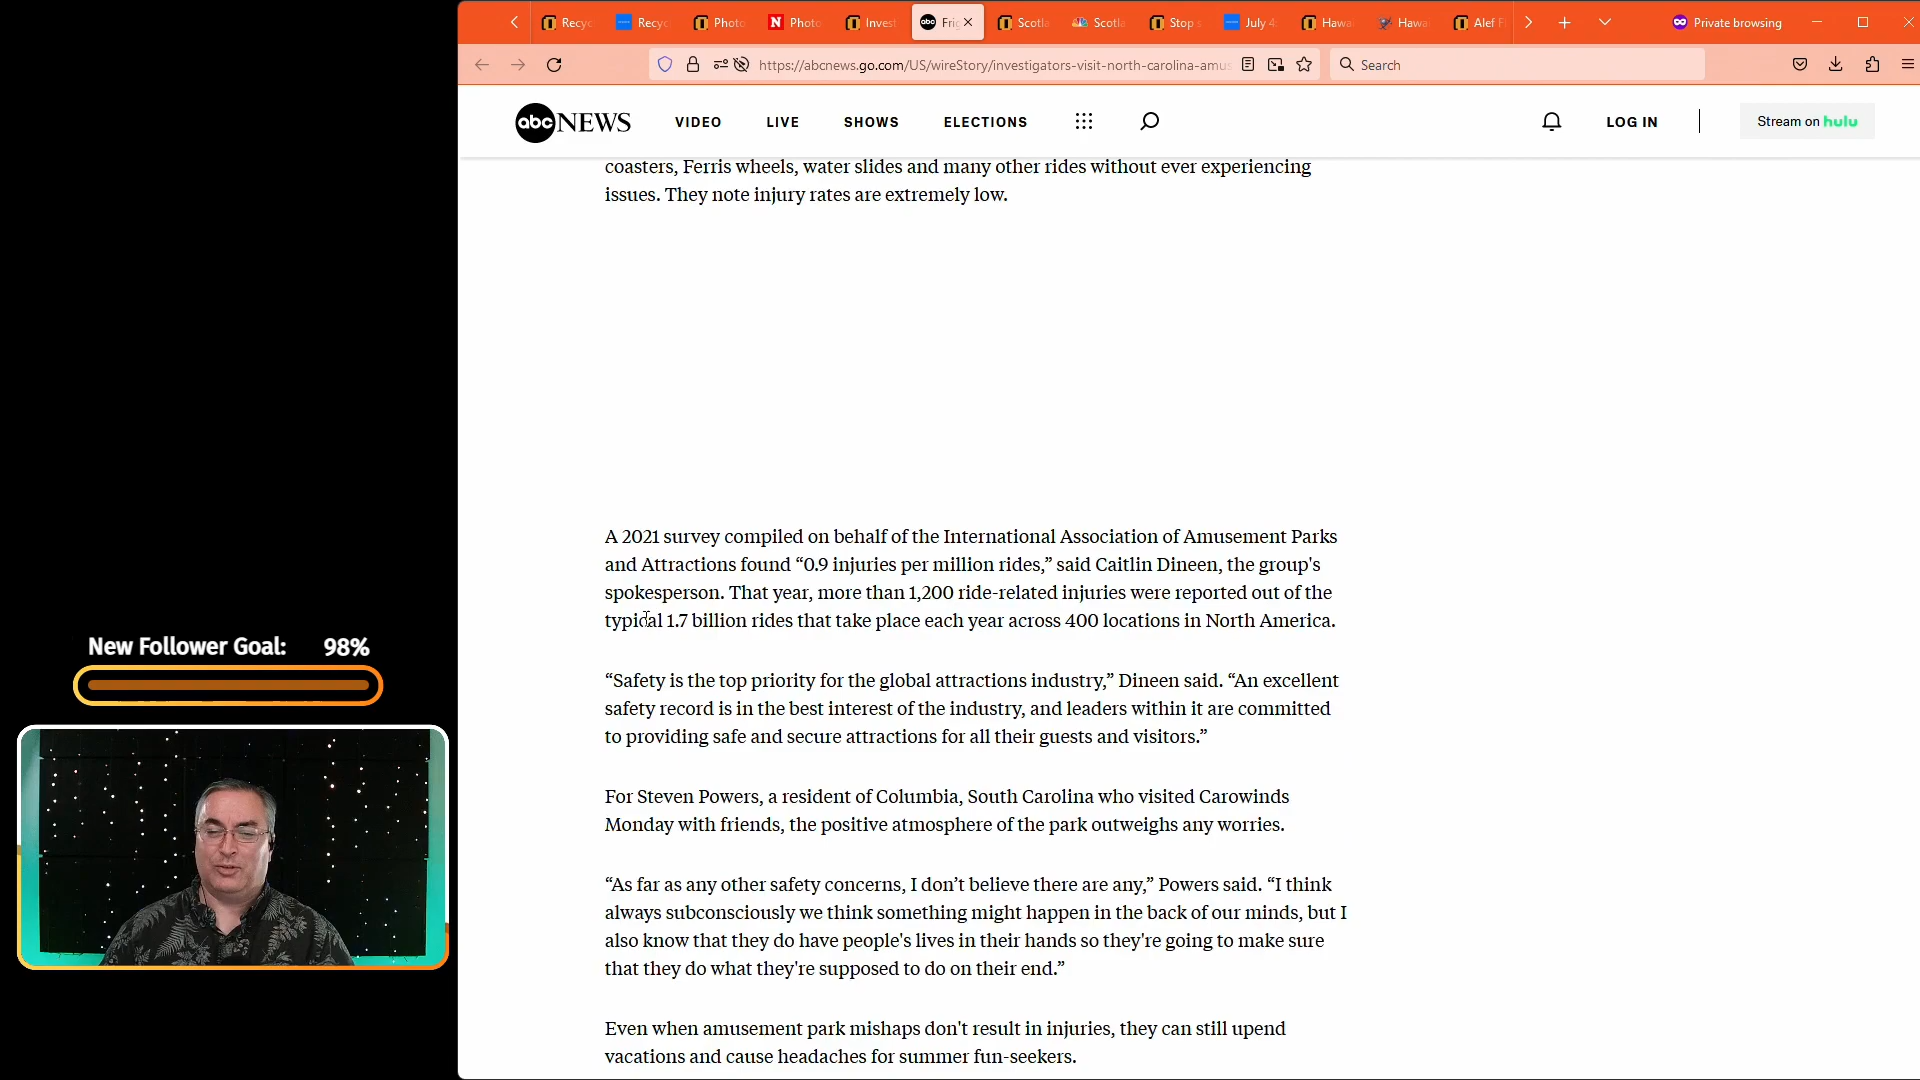 Recyc
Recyc
Photo
Photo
Invest
Frig
Scotla
Scotla
Stop s
July 4
Hawa
Hawa
Alef F
Private browsing
https://abcnews.go.com/US/wireStory/investigators-visit-north-carolina-amus
Search
abc NEWS
VIDEO
LIVE
SHOWS
ELECTIONS
LOG IN
Stream on hulu
coasters, Ferris wheels, water slides and many other rides without ever experiencing
issues. They note injury rates are extremely low.
A 2021 survey compiled on behalf of the International Association of Amusement Parks
and Attractions found “0.9 injuries per million rides,” said Caitlin Dineen, the group's
spokesperson. That year, more than 1,200 ride-related injuries were reported out of the
typical 1.7 billion rides that take place each year across 400 locations in North America.
“Safety is the top priority for the global attractions industry,” Dineen said. “An excellent
safety record is in the best interest of the industry, and leaders within it are committed
to providing safe and secure attractions for all their guests and visitors.”
For Steven Powers, a resident of Columbia, South Carolina who visited Carowinds
Monday with friends, the positive atmosphere of the park outweighs any worries.
“As far as any other safety concerns, I don’t believe there are any,” Powers said. “I think
always subconsciously we think something might happen in the back of our minds, but I
also know that they do have people's lives in their hands so they're going to make sure
that they do what they're supposed to do on their end.”
Even when amusement park mishaps don't result in injuries, they can still upend
vacations and cause headaches for summer fun-seekers.
New Follower Goal: 98%